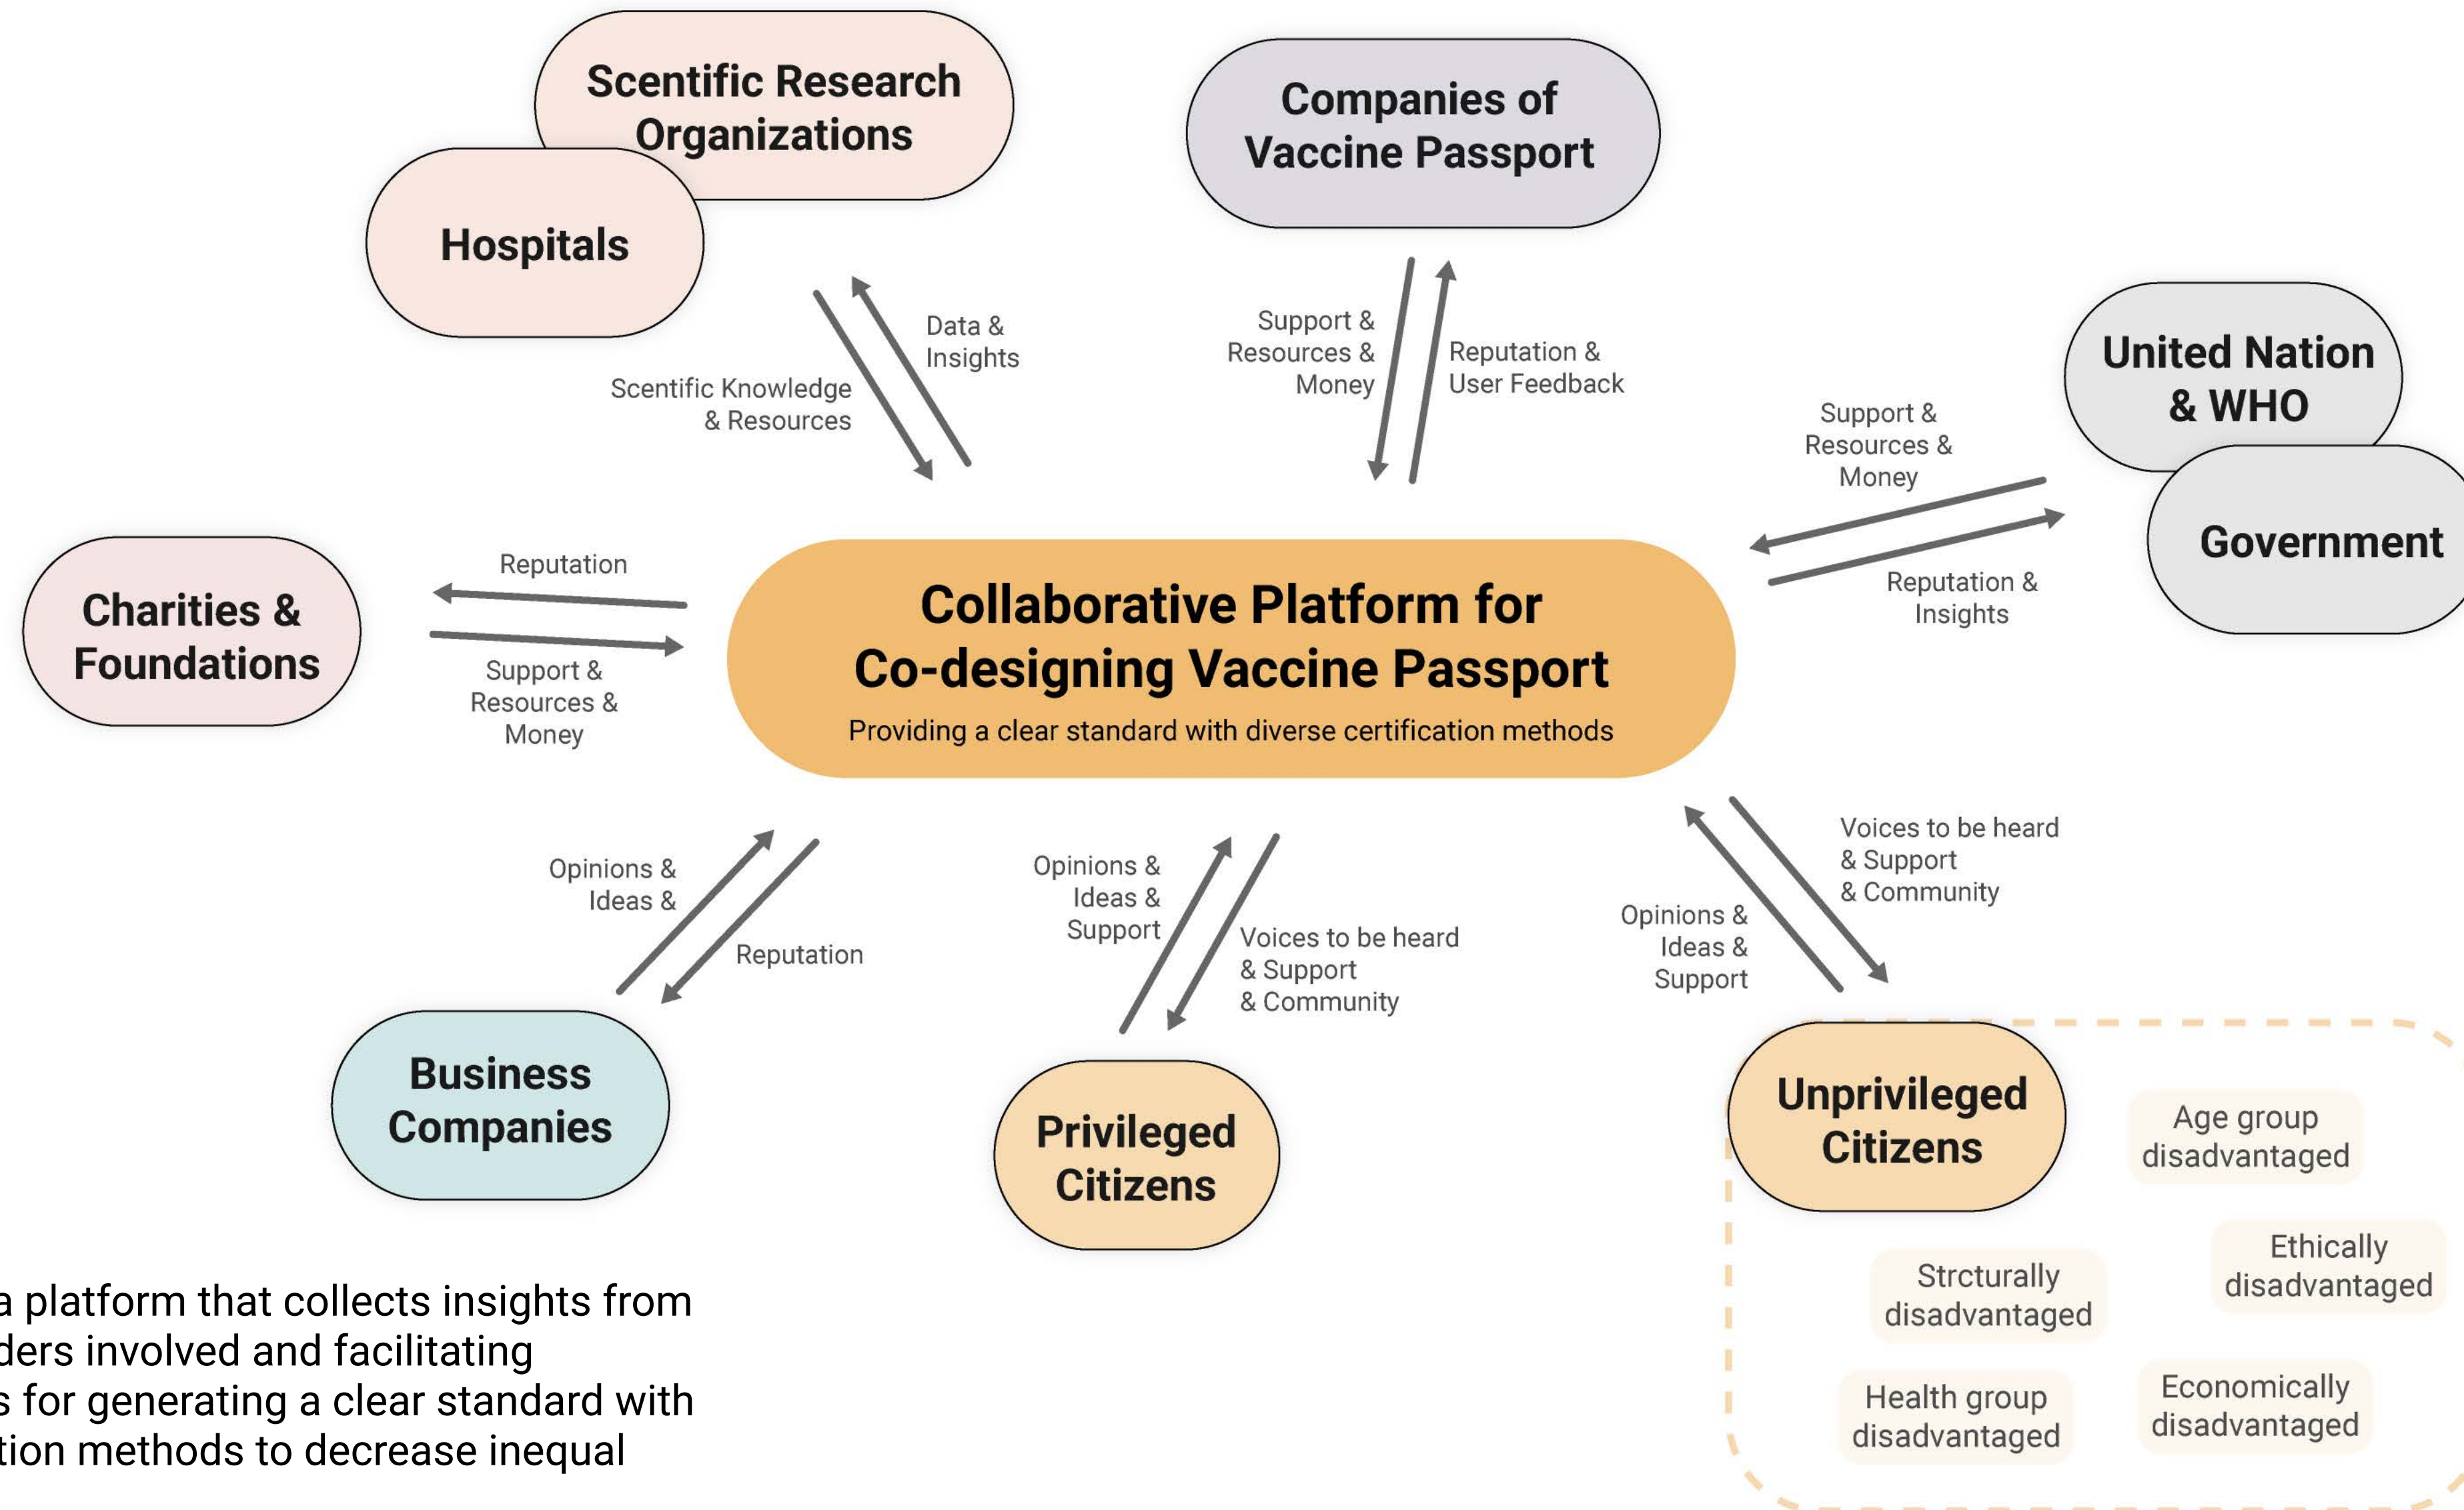 Scentific Research
Organizations
Hospitals
Companies of
Vaccine Passport
United Nation
& WHO
Government
Data &
Insights
Scentific Knowledge
& Resources
Support &
Resources &
Money
Reputation &
User Feedback
Support &
Resources &
Money
Reputation &
Insights
Charities &
Foundations
Reputation
Support &
Resources &
Money
Collaborative Platform for
Co-designing Vaccine Passport
Providing a clear standard with diverse certification methods
Opinions &
Ideas &
Reputation
Opinions &
Ideas &
Support
Voices to be heard
& Support
& Community
Voices to be heard
& Support
& Community
Opinions &
Ideas &
Support
Business
Companies
Privileged
Citizens
Unprivileged
Citizens
Age group
disadvantaged
Ethically
disadvantaged
Strcturally
disadvantaged
Health group
disadvantaged
Economically
disadvantaged
a platform that collects insights from
ders involved and facilitating
s for generating a clear standard with
tion methods to decrease inequal